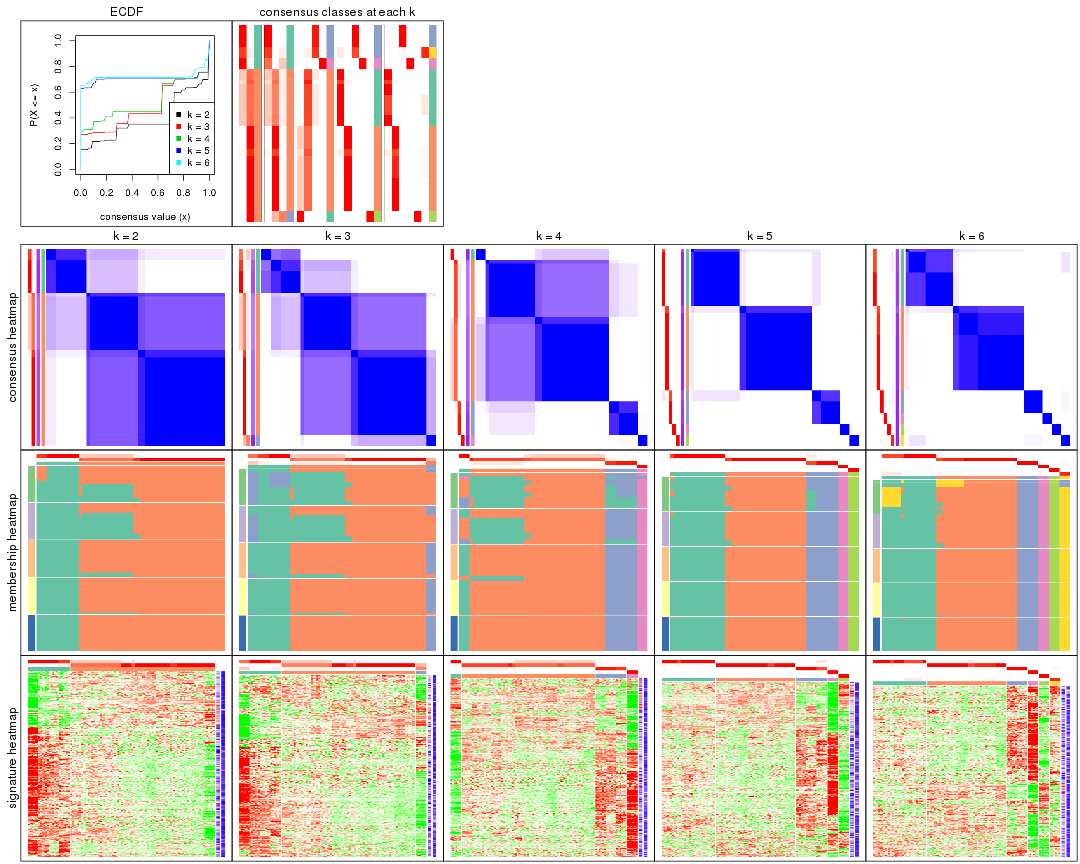 ECDF
consensus classes at each k
P(X <= x)
0.0 0.2 0.4 0.6 0.8 1.0
k = 2
k = 3
k = 4
k = 5
k = 6
0.0 0.2 0.4 0.6 0.8 1.0
consensus value (x)
k = 2
k = 3
k = 4
k = 5
k = 6
consensus heatmap
membership heatmap
signature heatmap